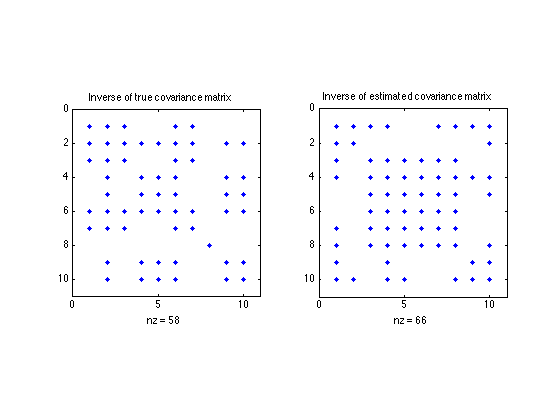 Inverse of true covariance matrix
0
2
4
6
8
10
0 5 10
nz = 58
Inverse of estimated covariance matrix
0
2
4
6
8
10
0 5 10
nz = 66